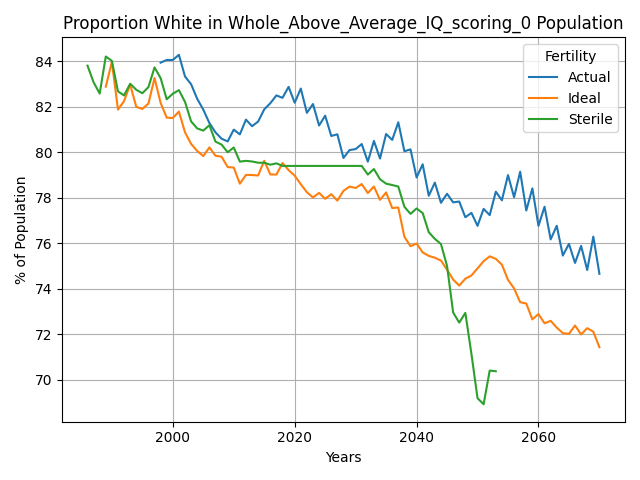 Proportion White in Whole_Above_Average_IQ_scoring_0 Population
Fertility
Actual
Ideal
Sterile
% of Population
84
82
80
78
76
74
72
70
2000
2020
2040
2060
Years